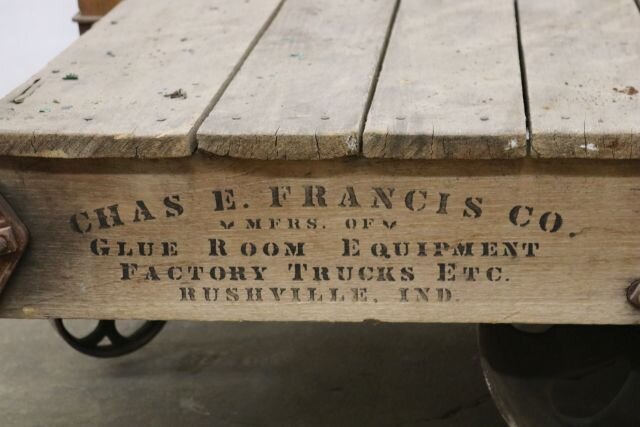 CHAS E. FRANCIS CO.
MFRS. OF
GLUE ROOM EQUIPMENT
FACTORY TRUCKS ETC.
RUSHVILLE, IND.